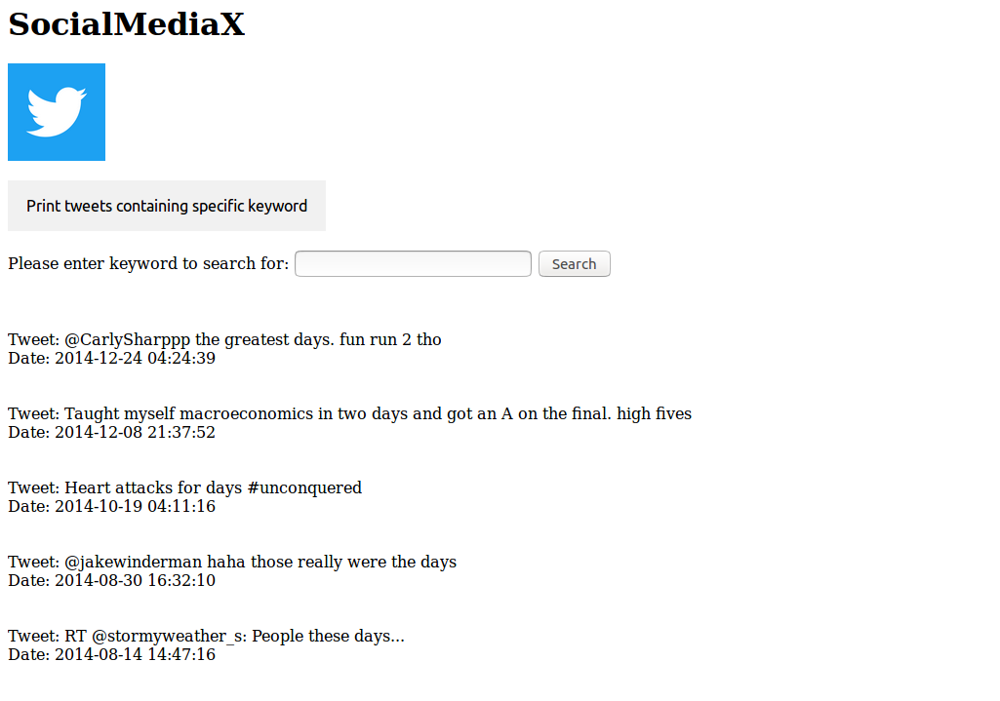 SocialMediaX
Print tweets containing specific keyword
Please enter keyword to search for: Search
Tweet: @CarlySharppp the greatest days. fun run 2 tho
Date: 2014-12-24 04:24:39
Tweet: Taught myself macroeconomics in two days and got an A on the final. high fives
Date: 2014-12-08 21:37:52
Tweet: Heart attacks for days #unconquered
Date: 2014-10-19 04:11:16
Tweet: @jakewinderman haha those really were the days
Date: 2014-08-30 16:32:10
Tweet: RT @stormyweather_s: People these days...
Date: 2014-08-14 14:47:16